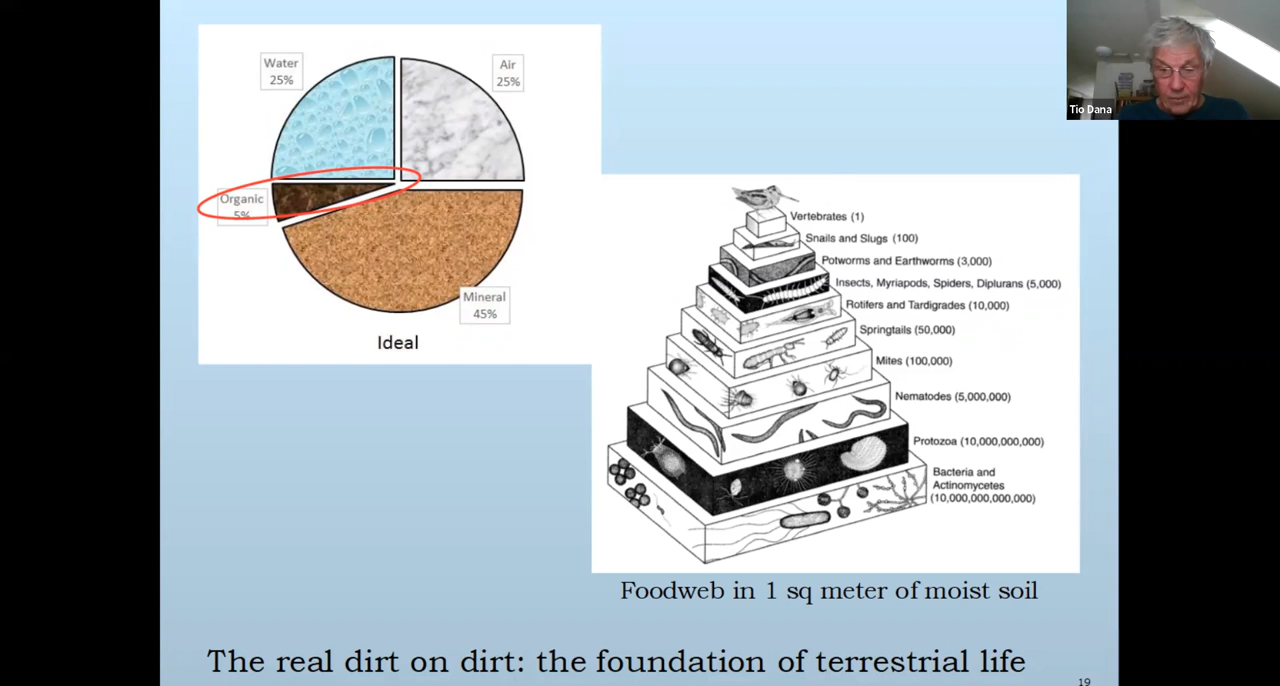 Water
25%
Air
25%
Organic
5%
Mineral
45%
Ideal
Tio Dana
Vertebrates (1)
Snails and Slugs (100)
Potworms and Earthworms (3,000)
Insects, Myriapods, Spiders, Diplurans (5,000)
Rotifers and Tardigrades (10,000)
Springtails (50,000)
Mites (100,000)
Nematodes (5,000,000)
Protozoa (10,000,000,000)
Bacteria and
Actinomycetes
(10,000,000,000,000)
Foodweb in 1 sq meter of moist soil
The real dirt on dirt: the foundation of terrestrial life
19